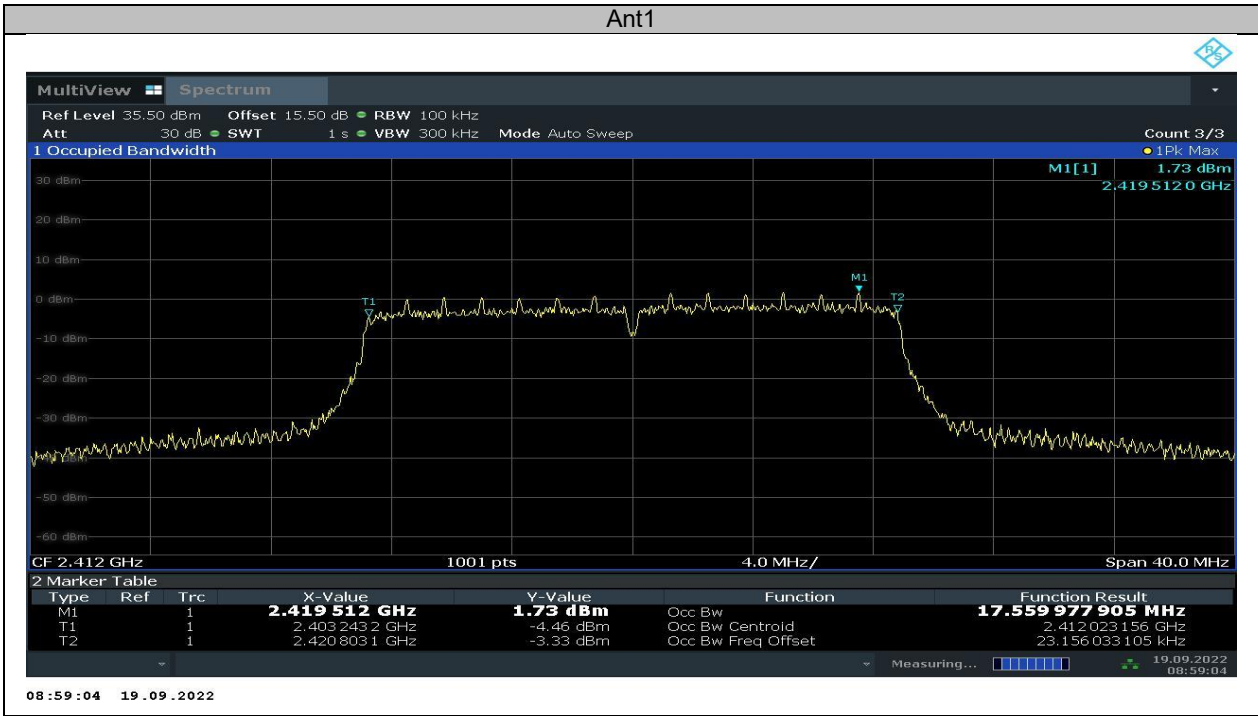 Ant1
R/S
MultiView Spectrum
Ref Level 35.50 dBm Offset 15.50 dB RBW 100 kHz
Att 30 dB SWT 1 s VBW 300 kHz Mode Auto Sweep Count 3/3
1 Occupied Bandwidth 1Pk Max
M1[1] 1.73 dBm
2.4195120 GHz
30 dBm
20 dBm
10 dBm
M1
0 dBm T1 T2
-10 dBm
-20 dBm
-30 dBm
-50 dBm
-60 dBm
CF 2.412 GHz 1001 pts 4.0 MHz/ Span 40.0 MHz
2 Marker Table
Type Ref Trc X-Value Y-Value Function Function Result
M1 1 2.419 512 GHz 1.73 dBm Occ Bw 17.559 977 905 MHz
T1 1 2.403 243 2 GHz -4.46 dBm Occ Bw Centroid 2.412 023 156 GHz
T2 1 2.420 803 1 GHz -3.33 dBm Occ Bw Freq Offset 23.156 033 105 kHz
Measuring... 19.09.2022
08:59:04
08:59:04 19.09.2022